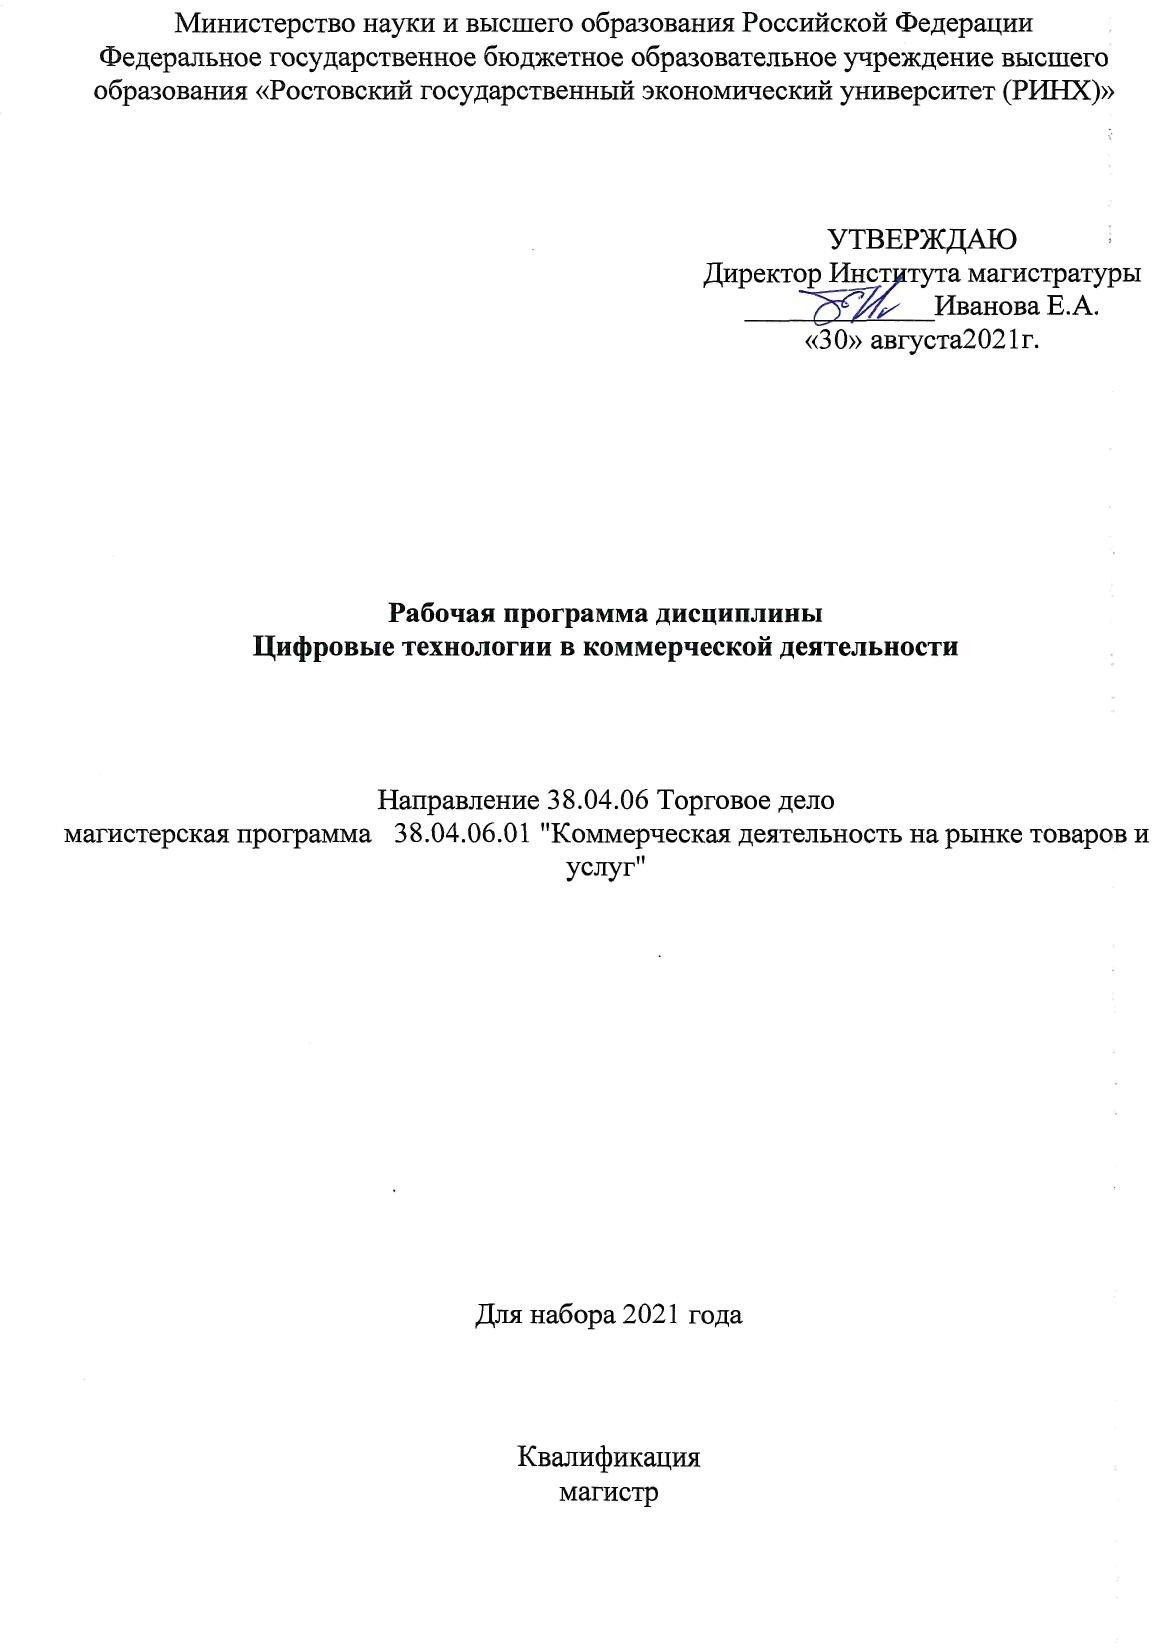 Министерство науки и высшего образования Российской Федерации
Федеральное государственное бюджетное образовательное учреждение высшего
образования «Ростовский государственный экономический университет (РИНХ)»
УТВЕРЖДАЮ
Директор Института магистратуры
Иванова Е.А.
«30» августа2021г.
Рабочая программа дисциплины
Цифровые технологии в коммерческой деятельности
Направление 38.04.06 Торговое дело
магистерская программа 38.04.06.01 "Коммерческая деятельность на рынке товаров и
услуг"
Для набора 2021 года
Квалификация
магистр